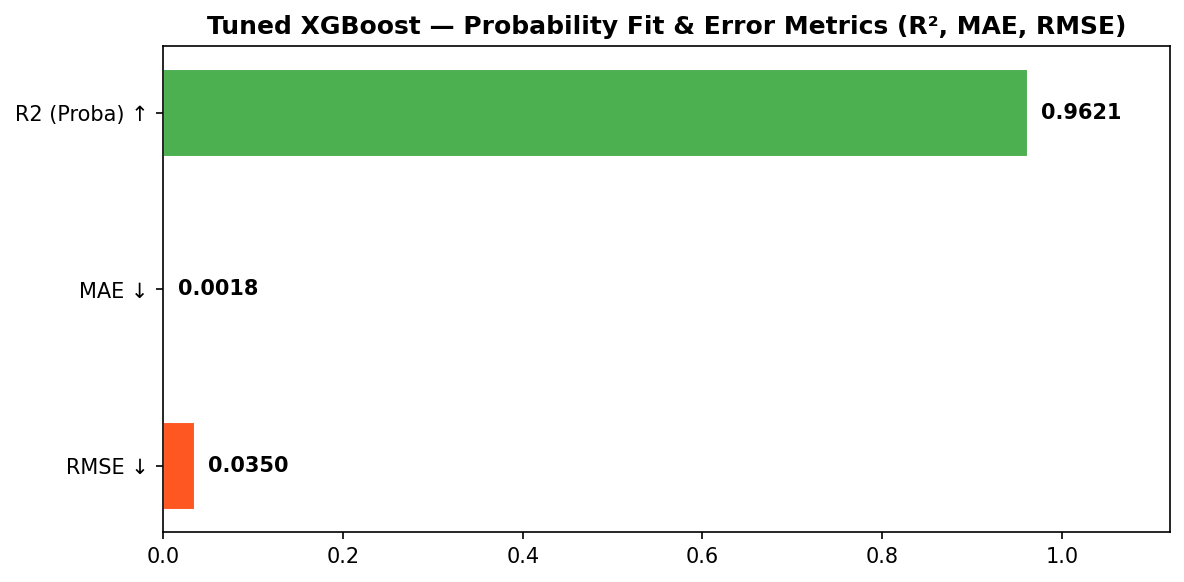 Tuned XGBoost — Probability Fit & Error Metrics (R², MAE, RMSE)
R2 (Proba) ↑
0.9621
MAE ↓
0.0018
RMSE ↓
0.0350
0.0 0.2 0.4 0.6 0.8 1.0